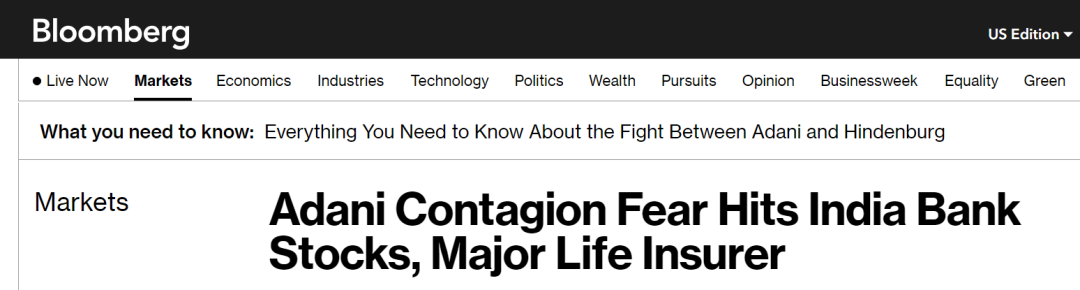 Bloomberg
US Edition
Live Now Markets Economics Industries Technology Politics Wealth Pursuits Opinion Businessweek Equality Green
What you need to know: Everything You Need to Know About the Fight Between Adani and Hindenburg
Markets
Adani Contagion Fear Hits India Bank
Stocks, Major Life Insurer